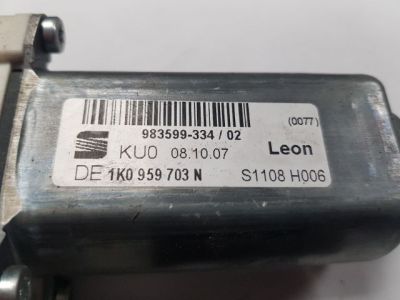 (0077)
983599-334 / 02
KU0 08.10.07 Leon
DE 1K0 959 703 N S1108 H006